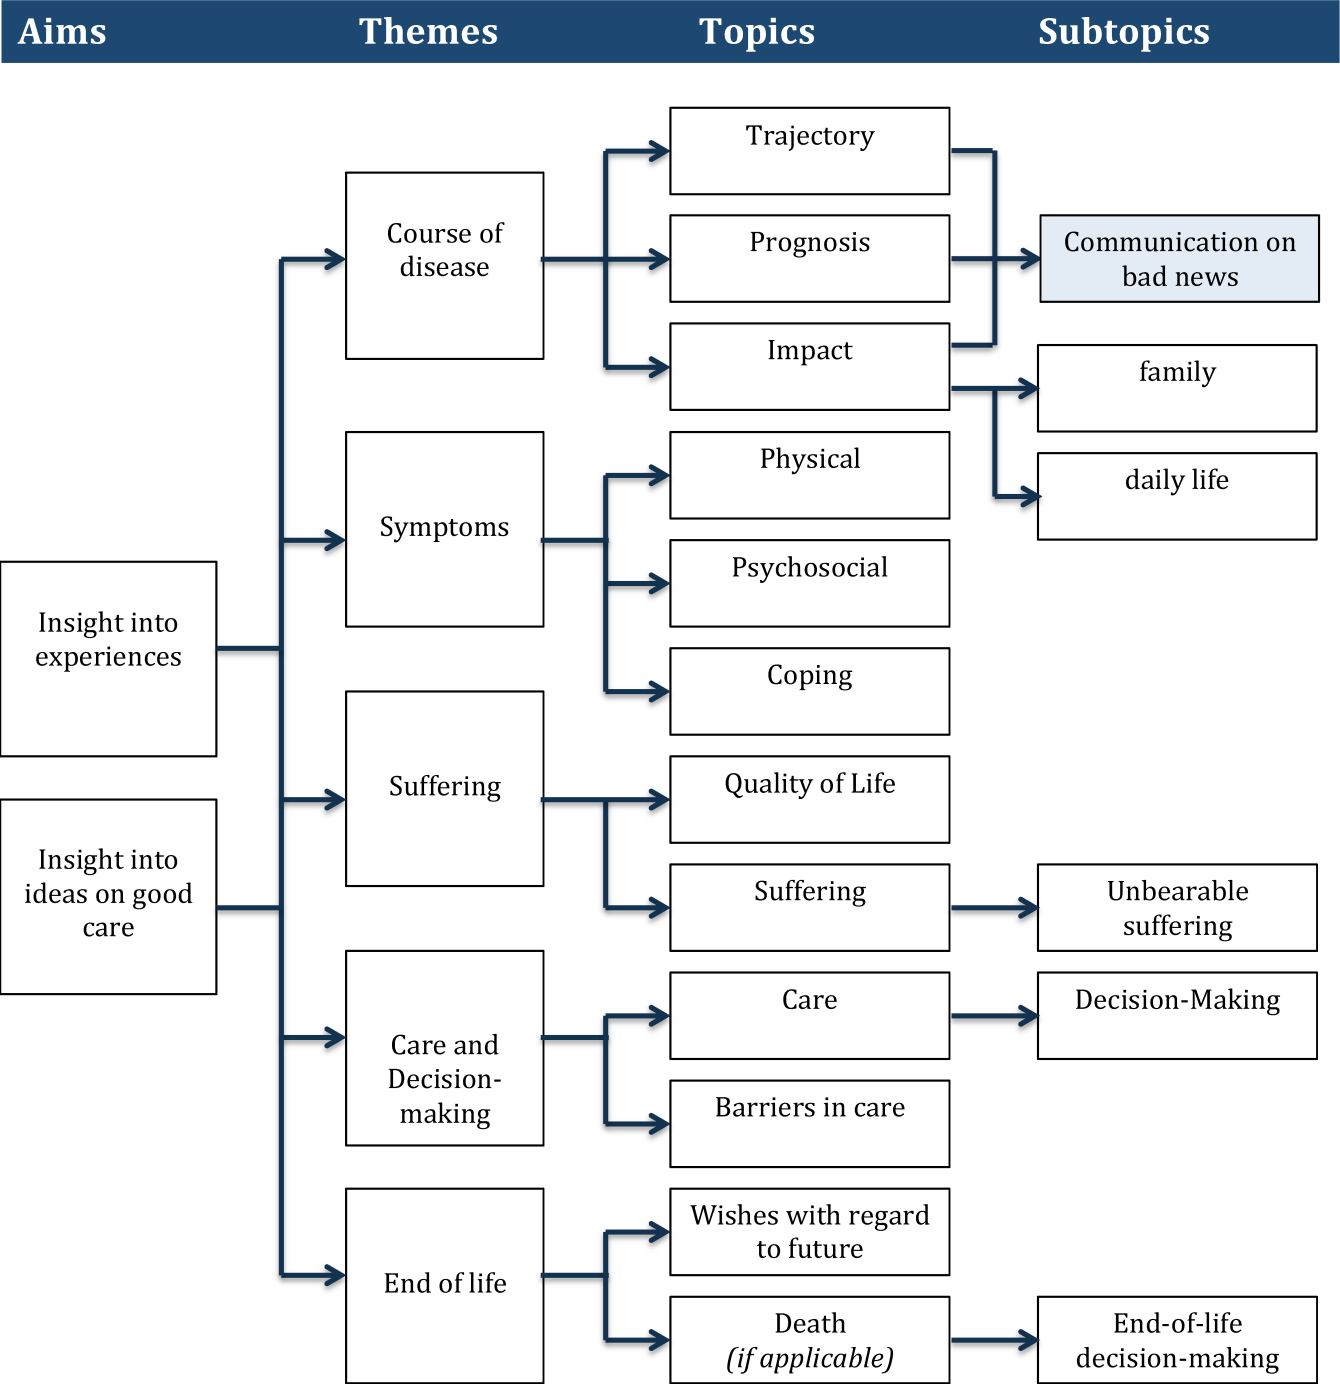 Aims Themes Topics Subtopics
Insight into
experiences
Insight into
ideas on good
care
Course of
disease
Symptoms
Suffering
Care and
Decision-
making
End of life
Trajectory
Prognosis
Impact
Physical
Psychosocial
Coping
Quality of Life
Suffering
Care
Barriers in care
Wishes with regard
to future
Death
(if applicable)
Communication on
bad news
family
daily life
Unbearable
suffering
Decision-Making
End-of-life
decision-making